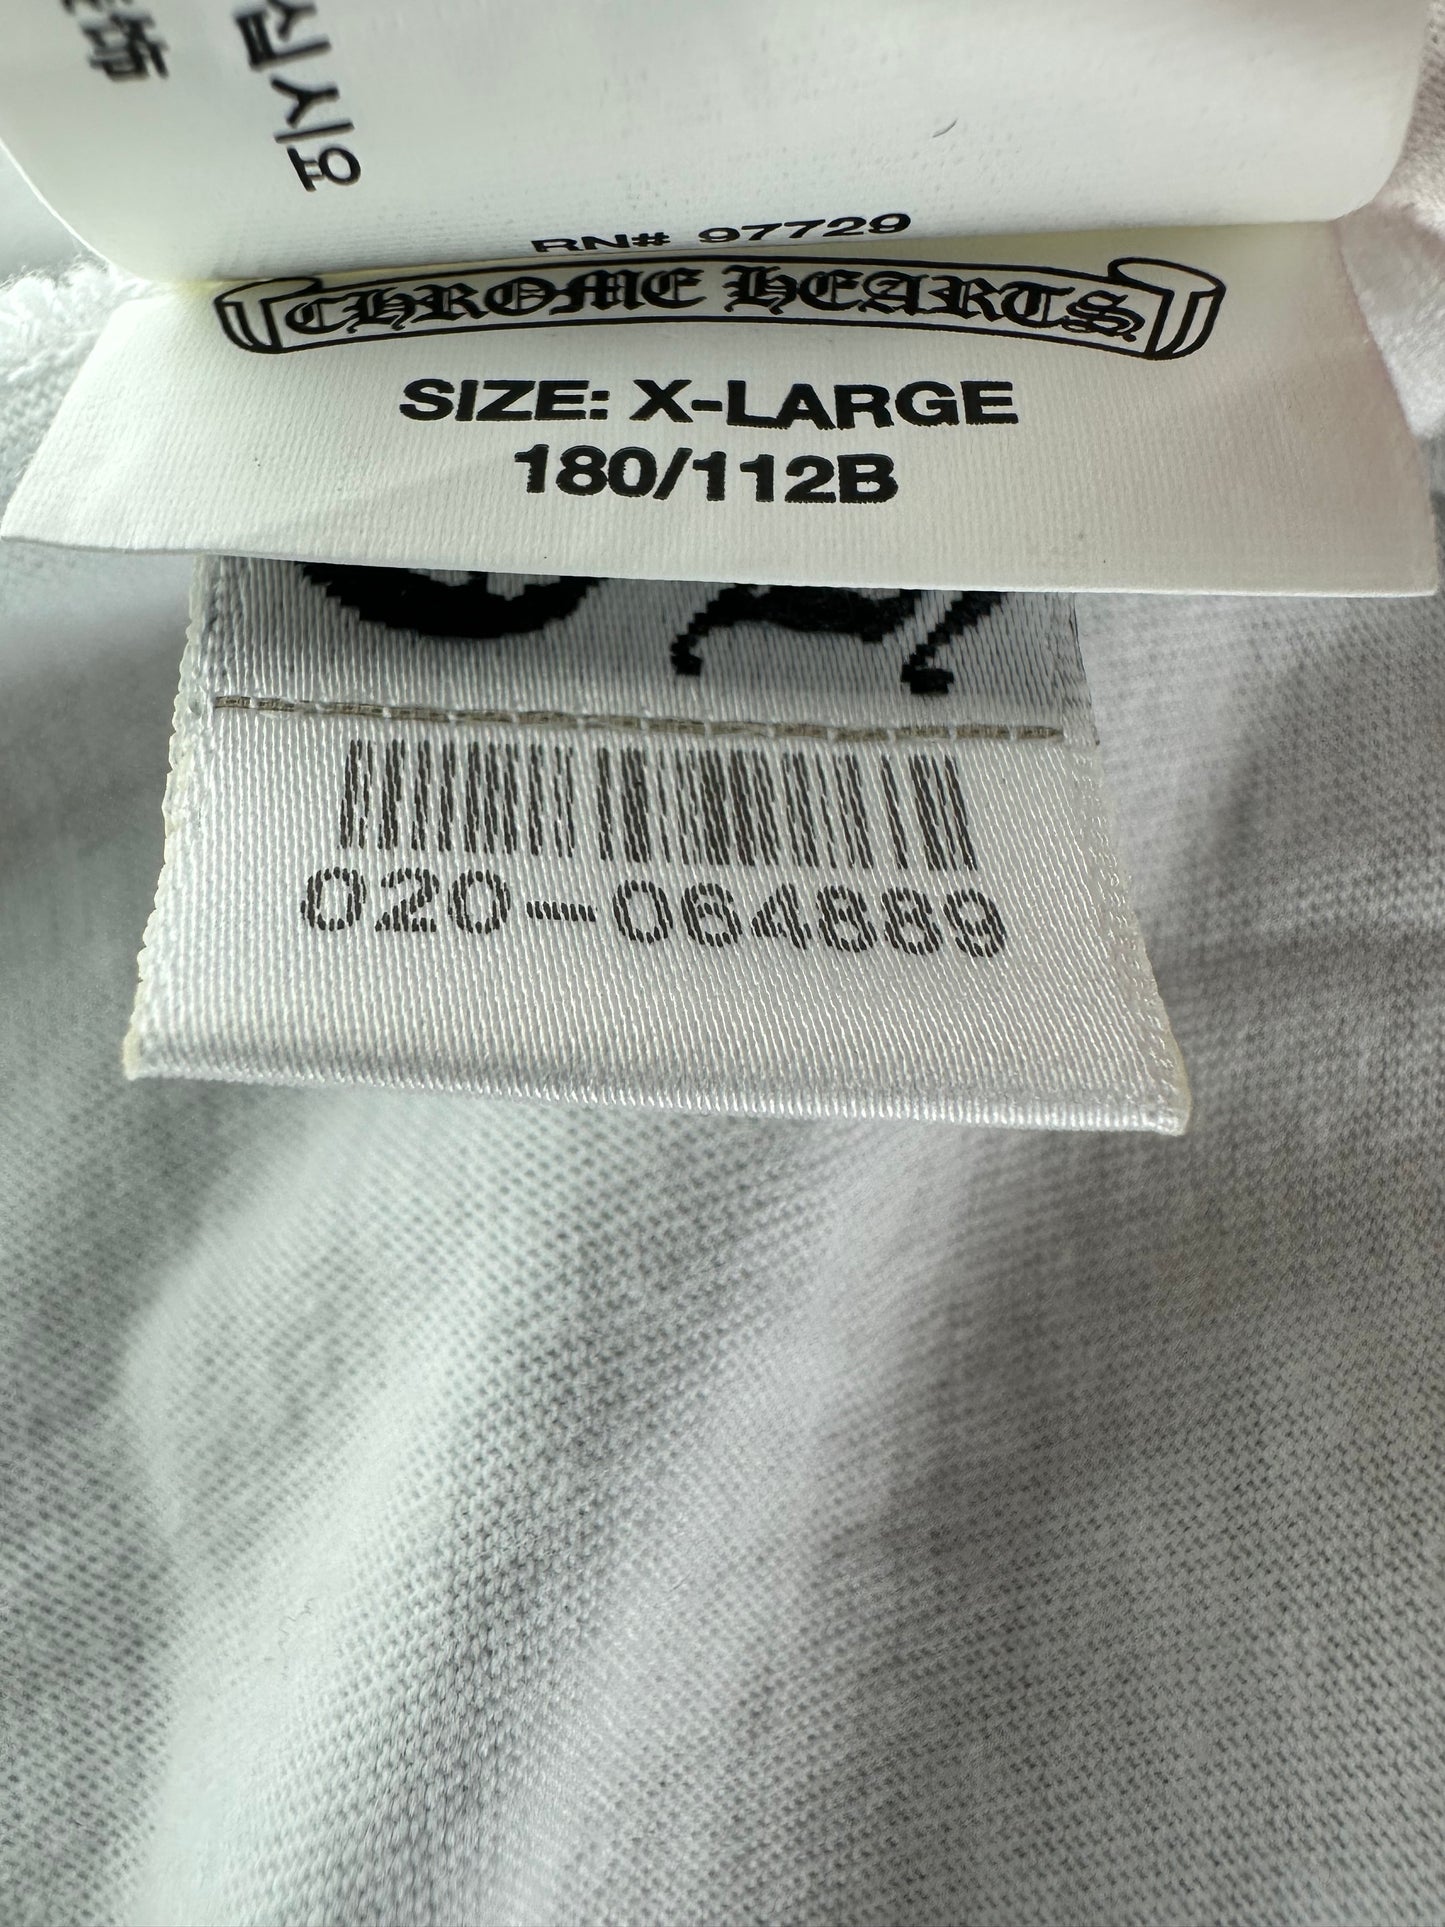 RN# 97729
CHROME HEARTS
SIZE: X-LARGE
180/112B
020-064889